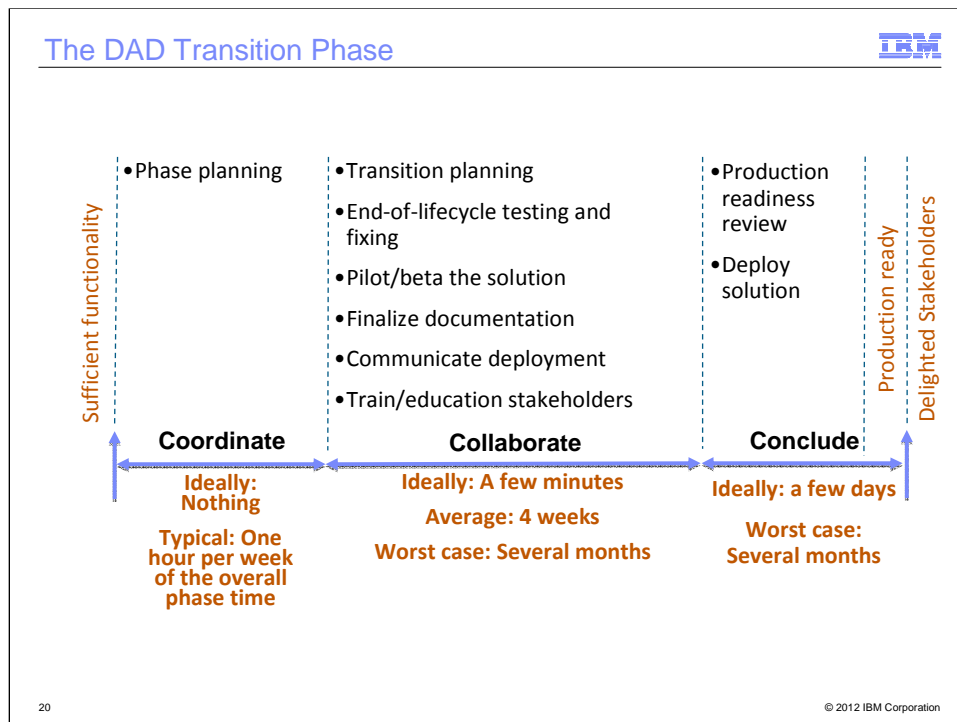 The DAD Transition Phase
IBM
Sufficient functionality
•Phase planning
•Transition planning
•End-of-lifecycle testing and
fixing
•Pilot/beta the solution
•Finalize documentation
•Communicate deployment
•Train/education stakeholders
•Production
readiness
review
•Deploy
solution
Production ready
Delighted Stakeholders
Coordinate
Collaborate
Conclude
Ideally:
Nothing
Typical: One
hour per week
of the overall
phase time
Ideally: A few minutes
Average: 4 weeks
Worst case: Several months
Ideally: a few days
Worst case:
Several months
20
© 2012 IBM Corporation